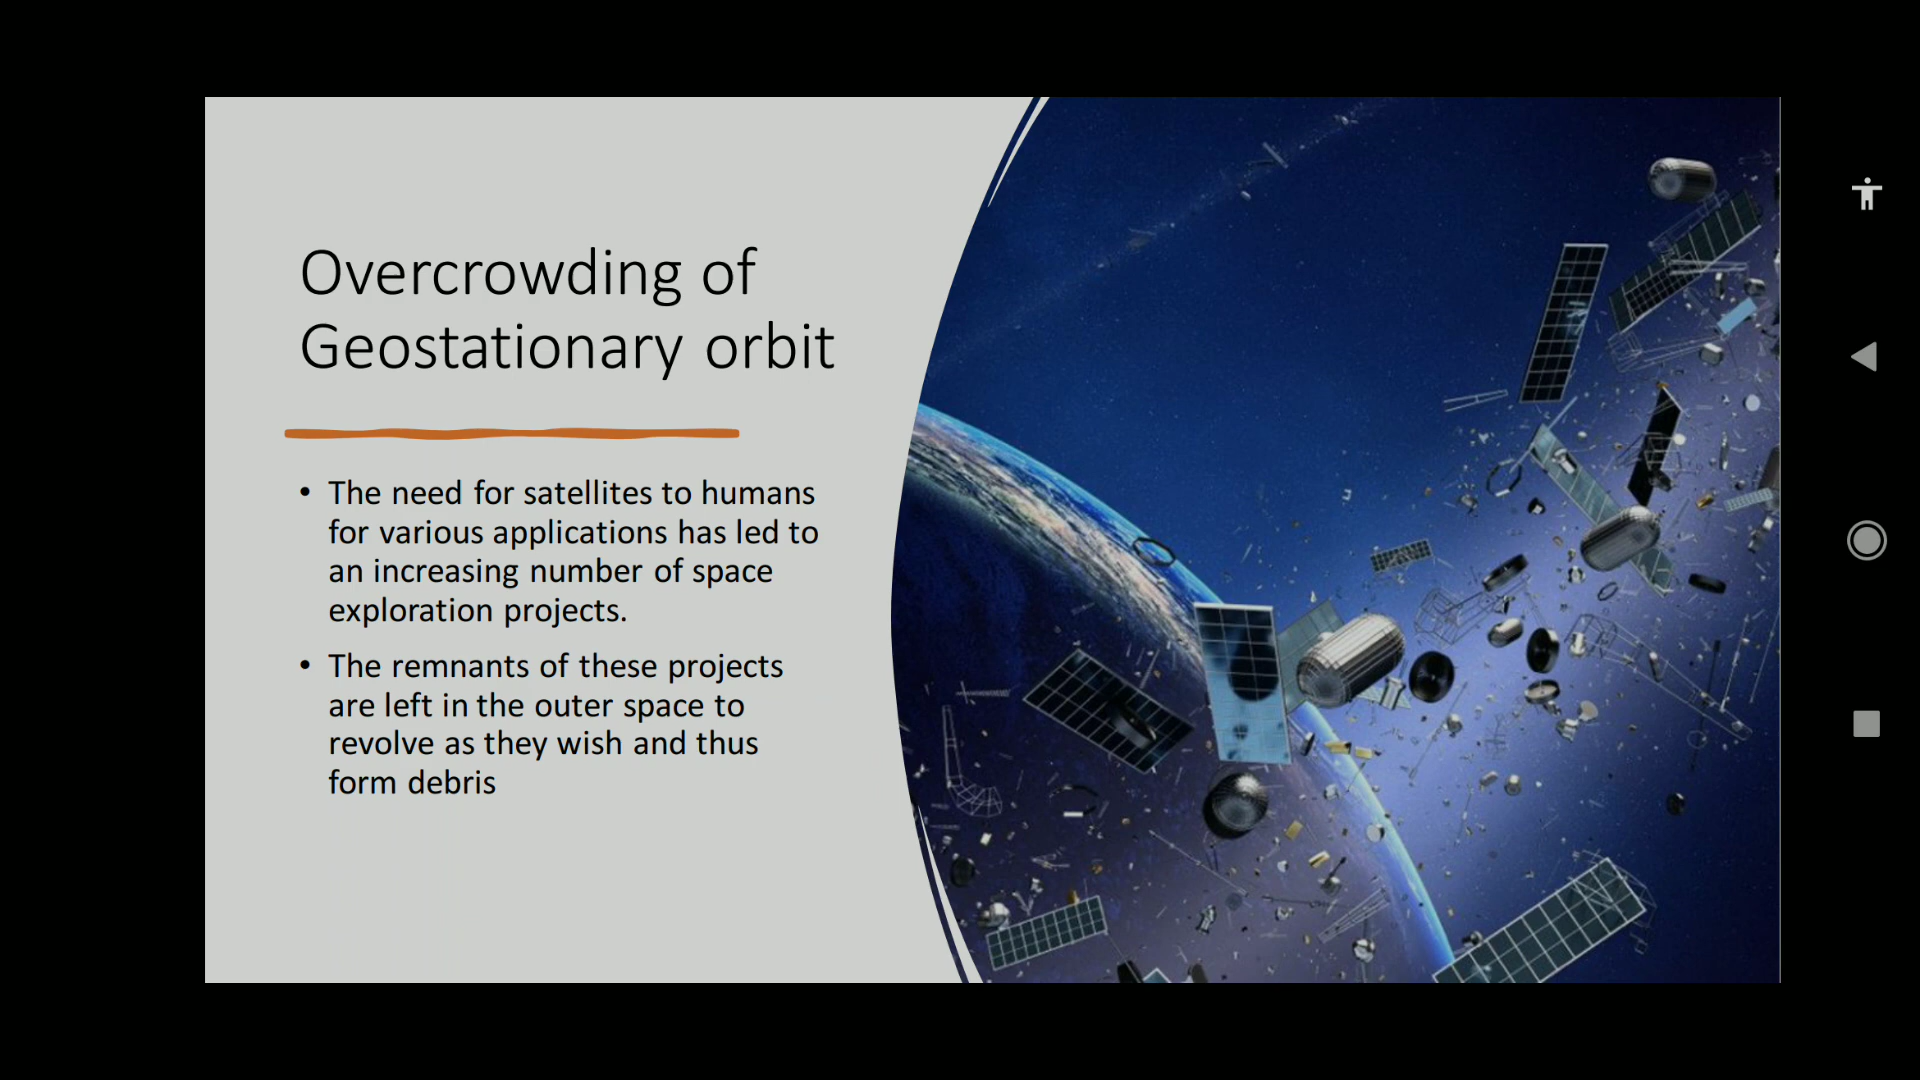 Overcrowding of
Geostationary orbit
• The need for satellites to humans
for various applications has led to
an increasing number of space
exploration projects.
• The remnants of these projects
are left in the outer space to
revolve as they wish and thus
form debris